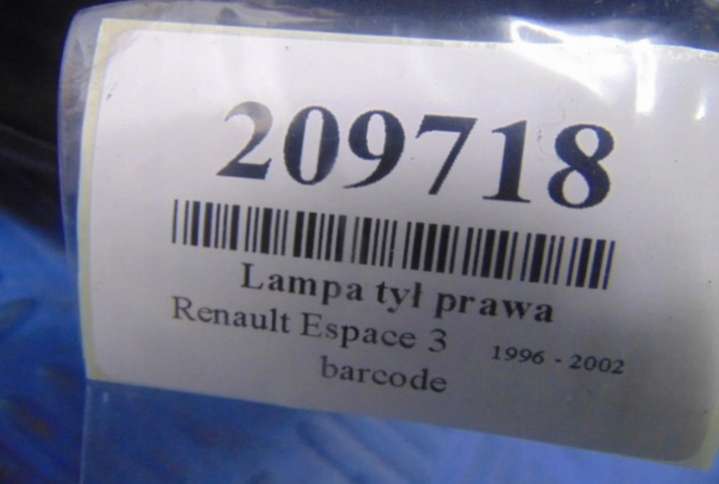 209718
Lampa tył prawa
Renault Espace 3 1996 - 2002
barcode